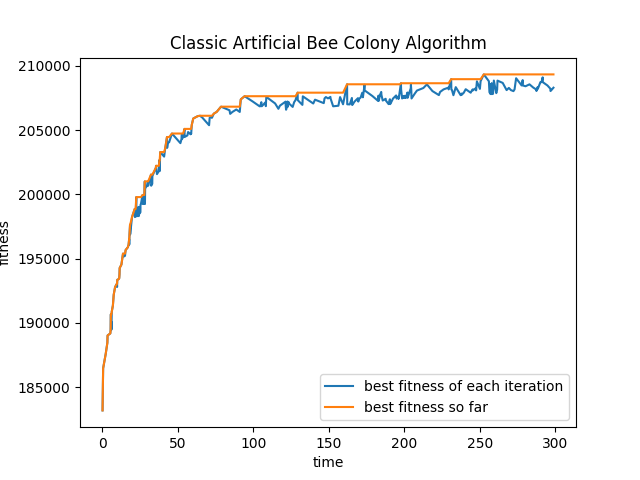 Classic Artificial Bee Colony Algorithm
210000
205000
200000
195000
190000
185000
fitness
best fitness of each iteration
best fitness so far
0 50 100 150 200 250 300
time